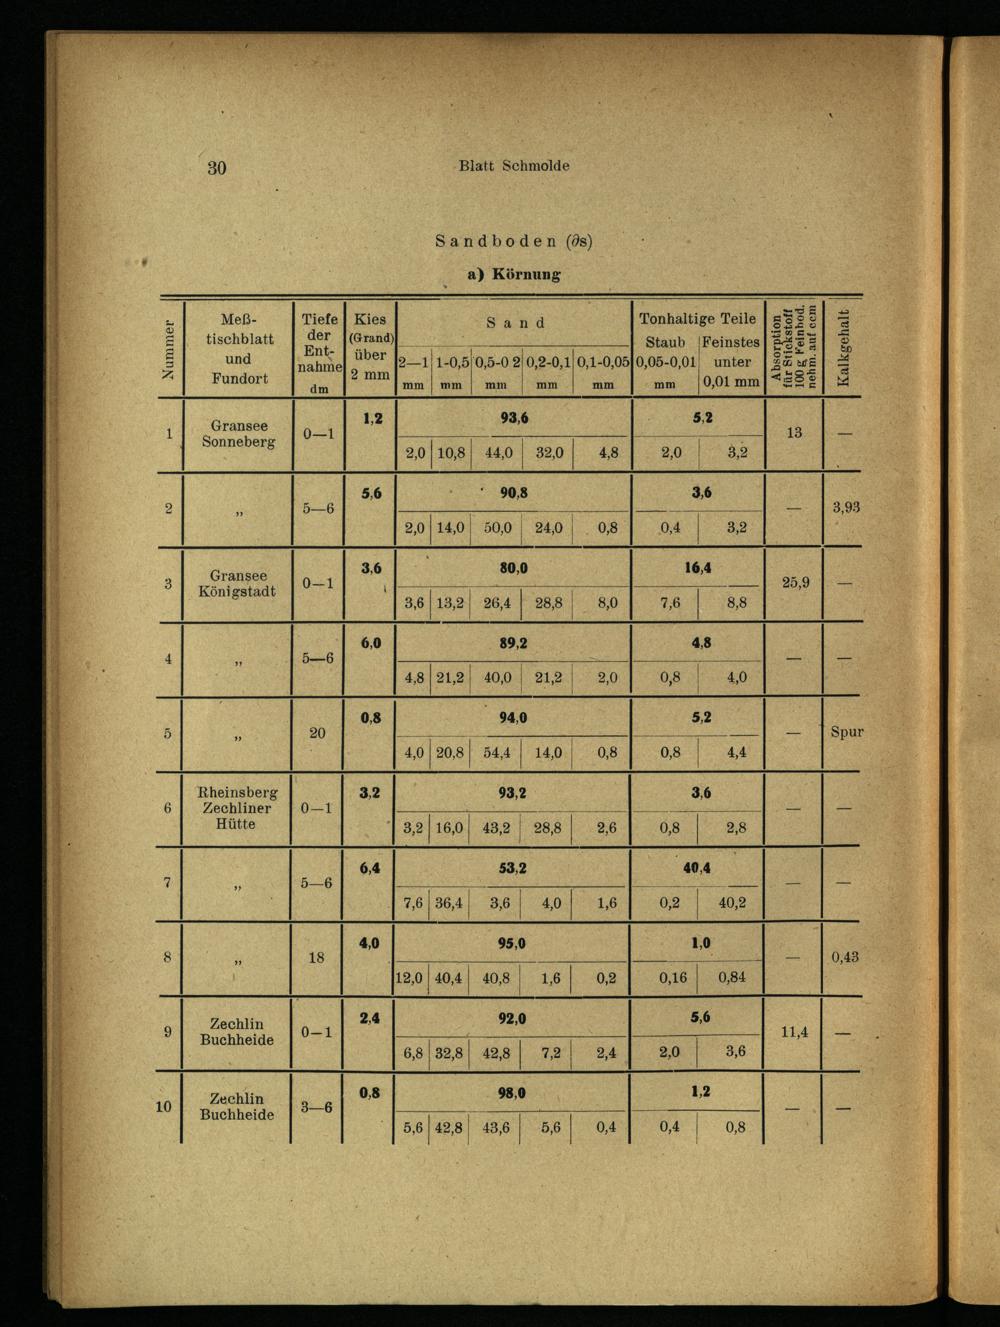 30
Blatt Schmolde
Sandboden (∂s)
a) Körnung
Nummer | Meß-tischblatt und Fundort | Tiefe der Ent-nahme dm | Kies (Grand) über 2 mm | Sand | Tonhaltige Teile | Absorption für Stickstoff 100 g Feinbod. nehm. auf ccm | Kalkgehalt
2—1 mm | 1-0,5 mm | 0,5-0 2 mm | 0,2-0,1 mm | 0,1-0,05 mm | Staub 0,05-0,01 mm | Feinstes unter 0,01 mm
1 | Gransee Sonneberg | 0—1 | 1,2 | 93,6 | 5,2 | 13 | —
2,0 | 10,8 | 44,0 | 32,0 | 4,8 | 2,0 | 3,2
2 | „ | 5—6 | 5,6 | 90,8 | 3,6 | — | 3,93
2,0 | 14,0 | 50,0 | 24,0 | 0,8 | 0,4 | 3,2
3 | Gransee Königstadt | 0—1 | 3,6 | 80,0 | 16,4 | 25,9 | —
3,6 | 13,2 | 26,4 | 28,8 | 8,0 | 7,6 | 8,8
4 | „ | 5—6 | 6,0 | 89,2 | 4,8 | — | —
4,8 | 21,2 | 40,0 | 21,2 | 2,0 | 0,8 | 4,0
5 | „ | 20 | 0,8 | 94,0 | 5,2 | — | Spur
4,0 | 20,8 | 54,4 | 14,0 | 0,8 | 0,8 | 4,4
6 | Rheinsberg Zechliner Hütte | 0—1 | 3,2 | 93,2 | 3,6 | — | —
3,2 | 16,0 | 43,2 | 28,8 | 2,6 | 0,8 | 2,8
7 | „ | 5—6 | 6,4 | 53,2 | 40,4 | — | —
7,6 | 36,4 | 3,6 | 4,0 | 1,6 | 0,2 | 40,2
8 | „ | 18 | 4,0 | 95,0 | 1,0 | — | 0,43
12,0 | 40,4 | 40,8 | 1,6 | 0,2 | 0,16 | 0,84
9 | Zechlin Buchheide | 0—1 | 2,4 | 92,0 | 5,6 | 11,4 | —
6,8 | 32,8 | 42,8 | 7,2 | 2,4 | 2,0 | 3,6
10 | Zechlin Buchheide | 3—6 | 0,8 | 98,0 | 1,2 | — | —
5,6 | 42,8 | 43,6 | 5,6 | 0,4 | 0,4 | 0,8